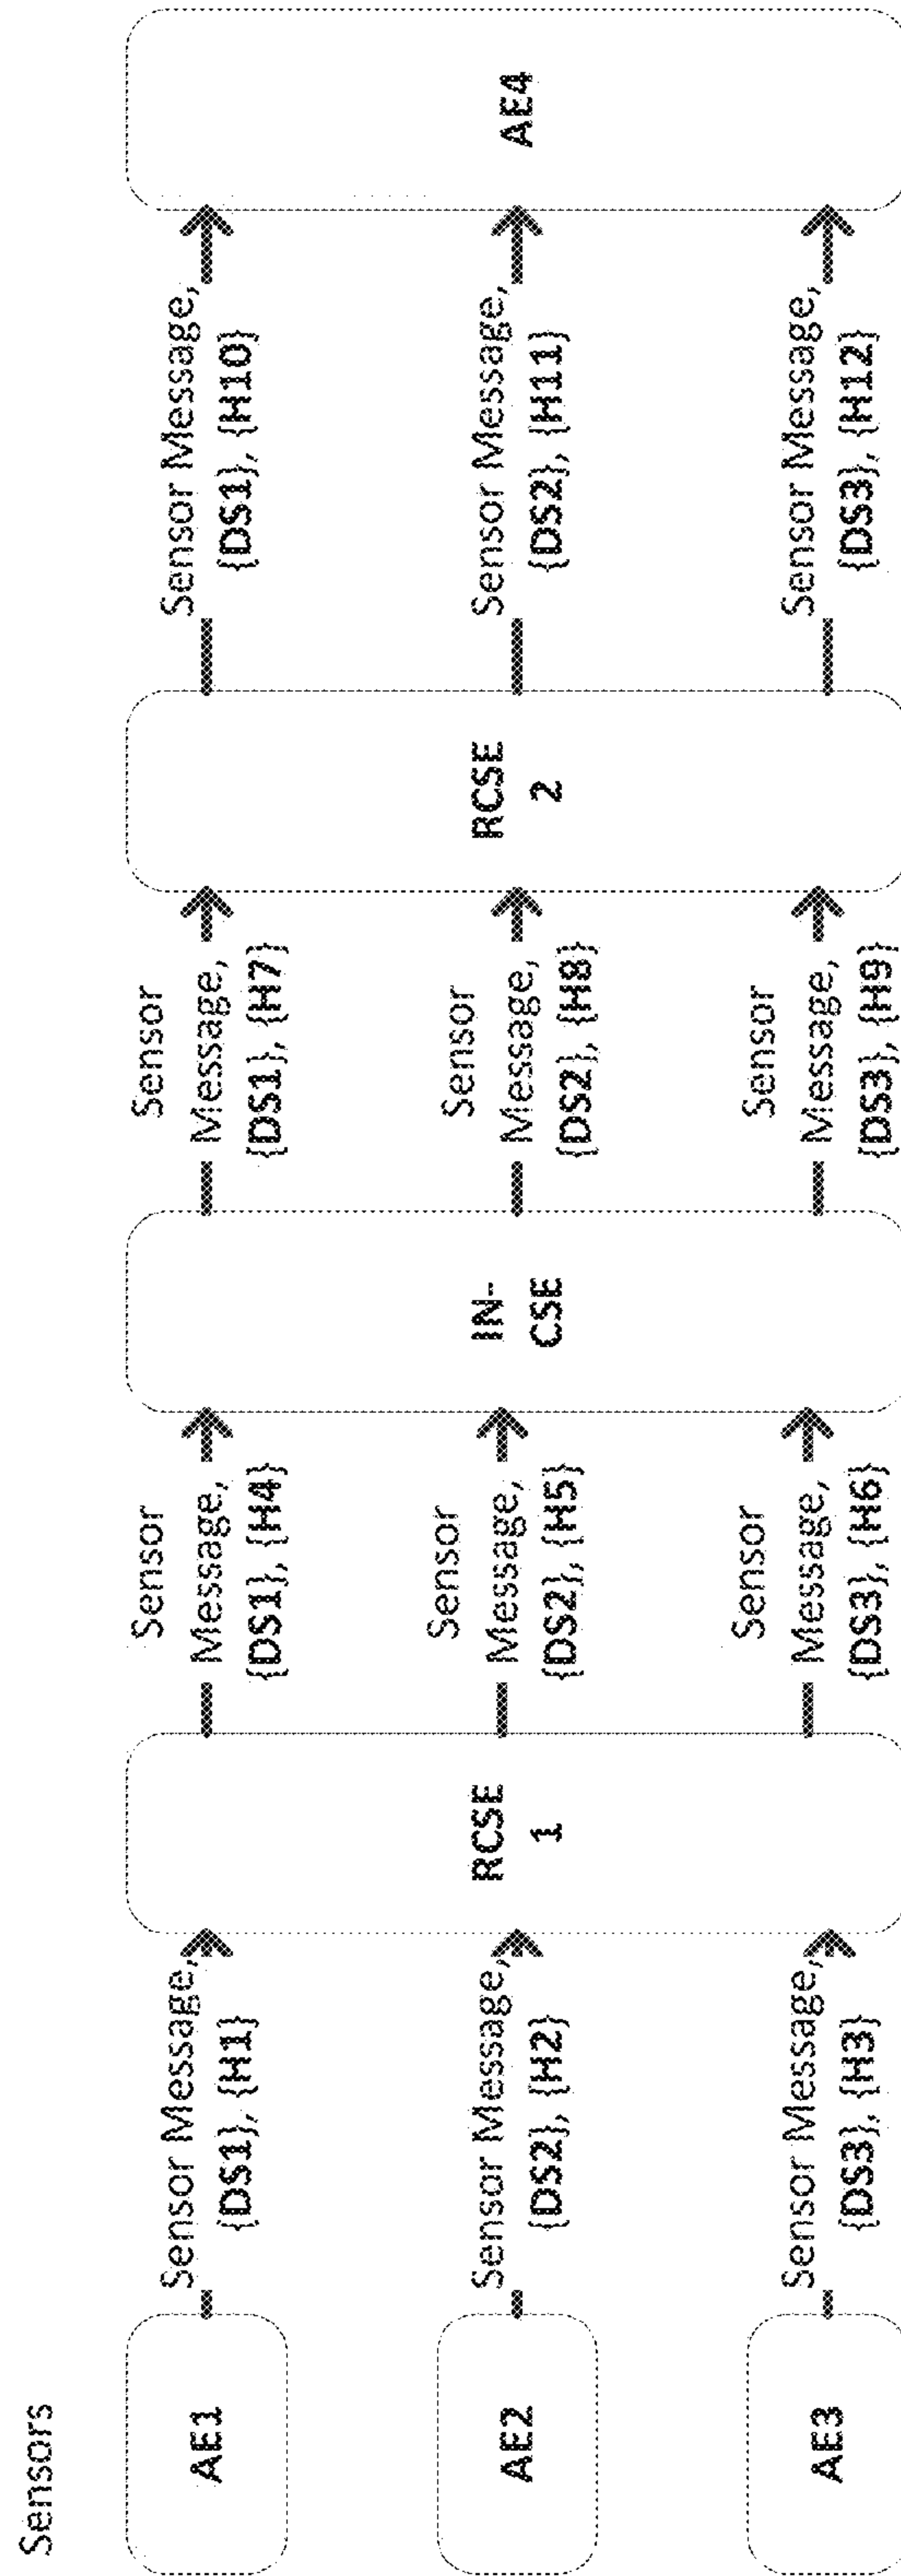 Sensors
AE1
Sensor Message,
{DS1}, {H1}
RCSE
1
Sensor
Message,
{DS1}, {H4}
IN-
CSE
Sensor
Message,
{DS1}, {H7}
RCSE
2
Sensor Message,
{DS1}, {H10}
AE4
AE2
Sensor Message,
{DS2}, {H2}
Sensor
Message,
{DS2}, {H5}
Sensor
Message,
{DS2}, {H8}
Sensor Message,
{DS2}, {H11}
AE3
Sensor Message,
{DS3}, {H3}
Sensor
Message,
{DS3}, {H6}
Sensor
Message,
{DS3}, {H9}
Sensor Message,
{DS3}, {H12}